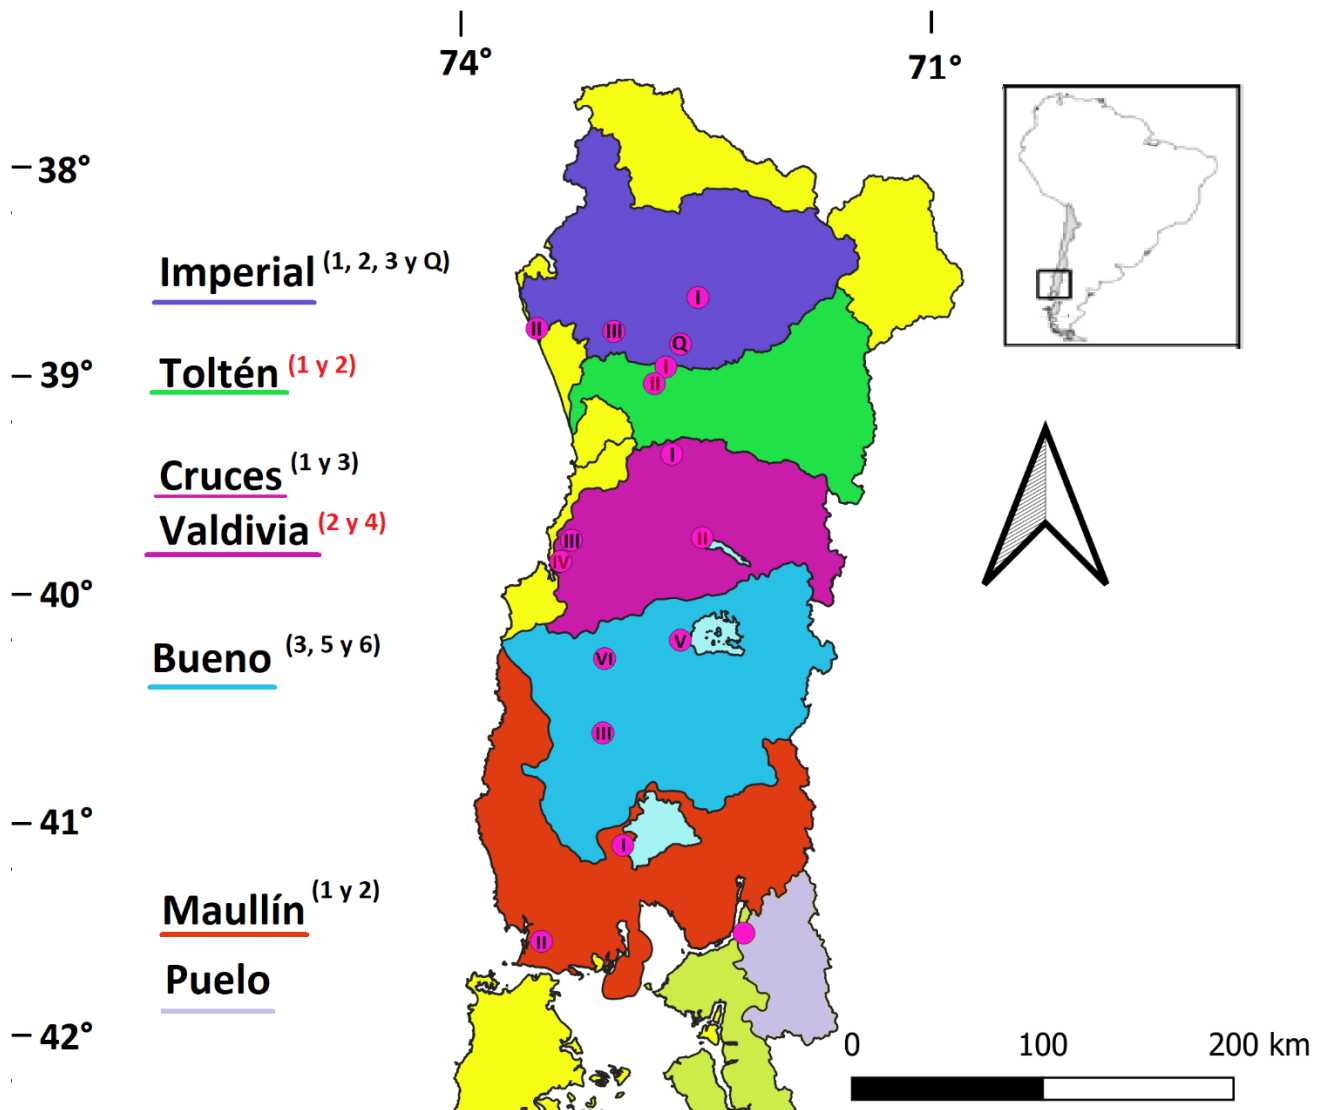 74° 71°
38°
Imperial (1, 2, 3 y Q)
I
II III Q
39°
Toltén (1 y 2)
I
II
Cruces (1 y 3)
I
Valdivia (2 y 4)
III II
IV
40°
Bueno (3, 5 y 6)
V
VI
III
41°
I
Maullín (1 y 2)
II
Puelo
42°
0 100 200 km